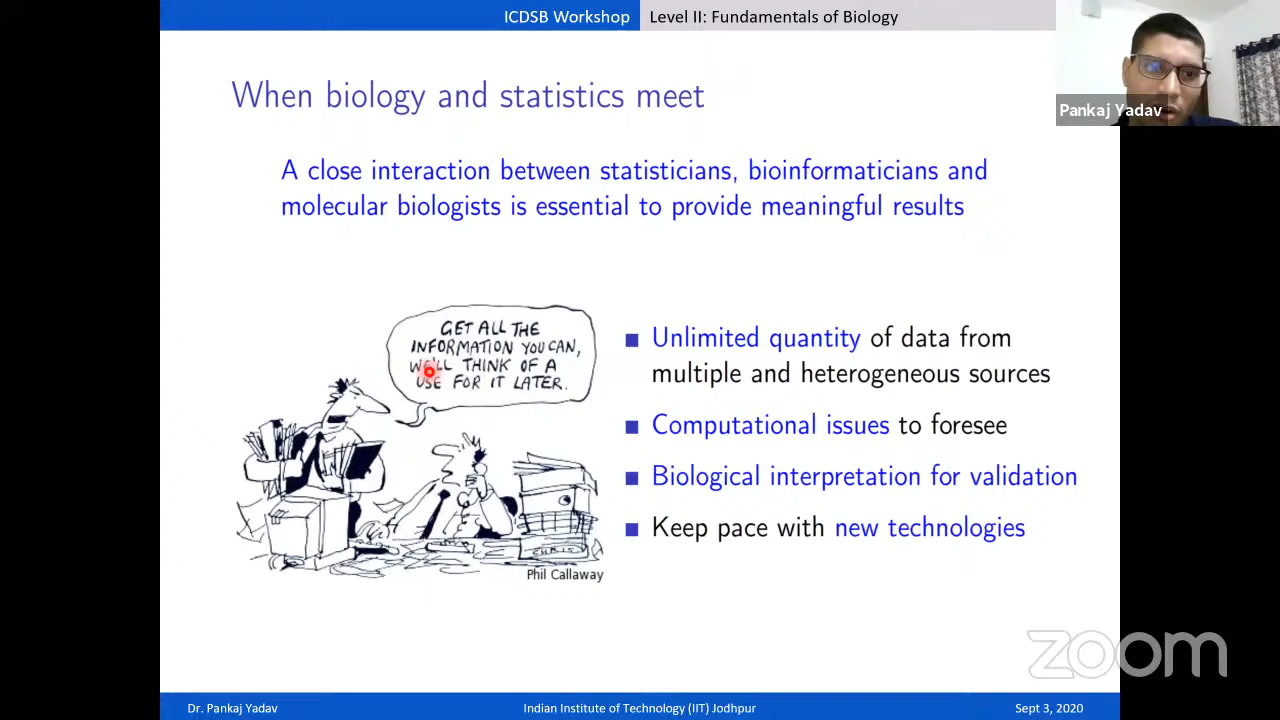 ICDSB Workshop Level II: Fundamentals of Biology
Pankaj Yadav
When biology and statistics meet
A close interaction between statisticians, bioinformaticians and
molecular biologists is essential to provide meaningful results
GET ALL THE
INFORMATION YOU CAN,
WE'LL THINK OF A
USE FOR IT LATER.
Phil Callaway
Unlimited quantity of data from
multiple and heterogeneous sources
Computational issues to foresee
Biological interpretation for validation
Keep pace with new technologies
zoom
Dr. Pankaj Yadav Indian Institute of Technology (IIT) Jodhpur Sept 3, 2020